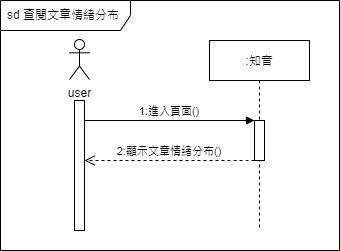 sd 查閱文章情緒分布
user
:知音
1:進入頁面()
2:顯示文章情緒分布()